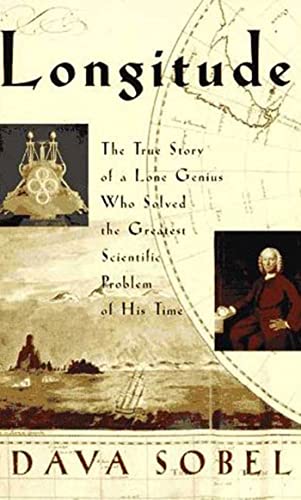 Longitude
The True Story
of a Lone Genius
Who Solved
the Greatest
Scientific
Problem
of His Time
DAVA SOBEL